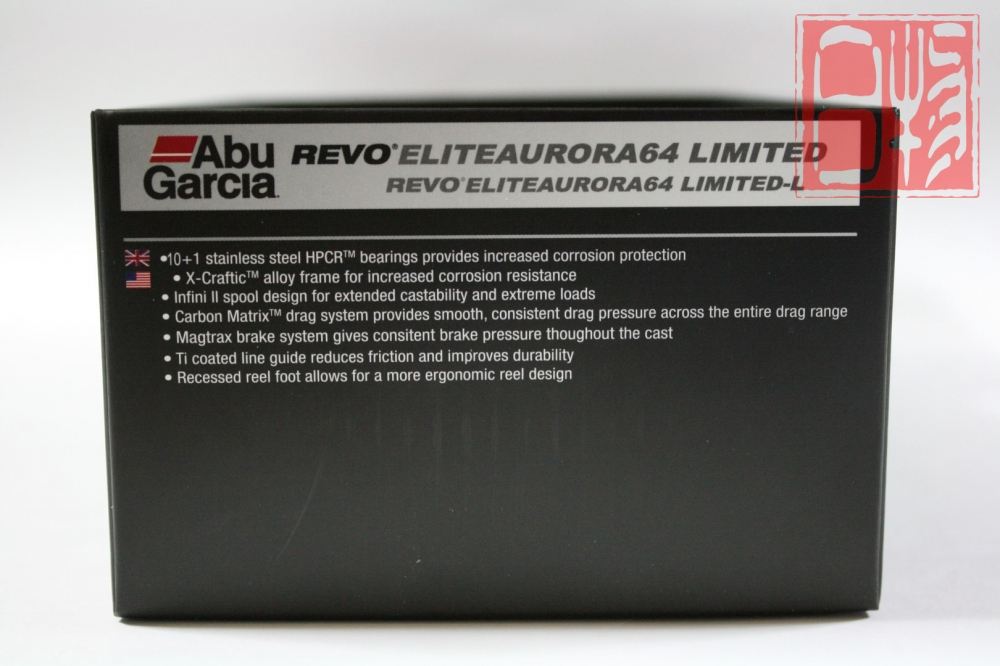 Abu
Garcia
REVO®ELITEAURORA64 LIMITED
REVO®ELITEAURORA64 LIMITED-L
•10+1 stainless steel HPCR™ bearings provides increased corrosion protection
• X-Craftic™ alloy frame for increased corrosion resistance
• Infini II spool design for extended castability and extreme loads
• Carbon Matrix™ drag system provides smooth, consistent drag pressure across the entire drag range
• Magtrax brake system gives consitent brake pressure thoughout the cast
• Ti coated line guide reduces friction and improves durability
• Recessed reel foot allows for a more ergonomic reel design